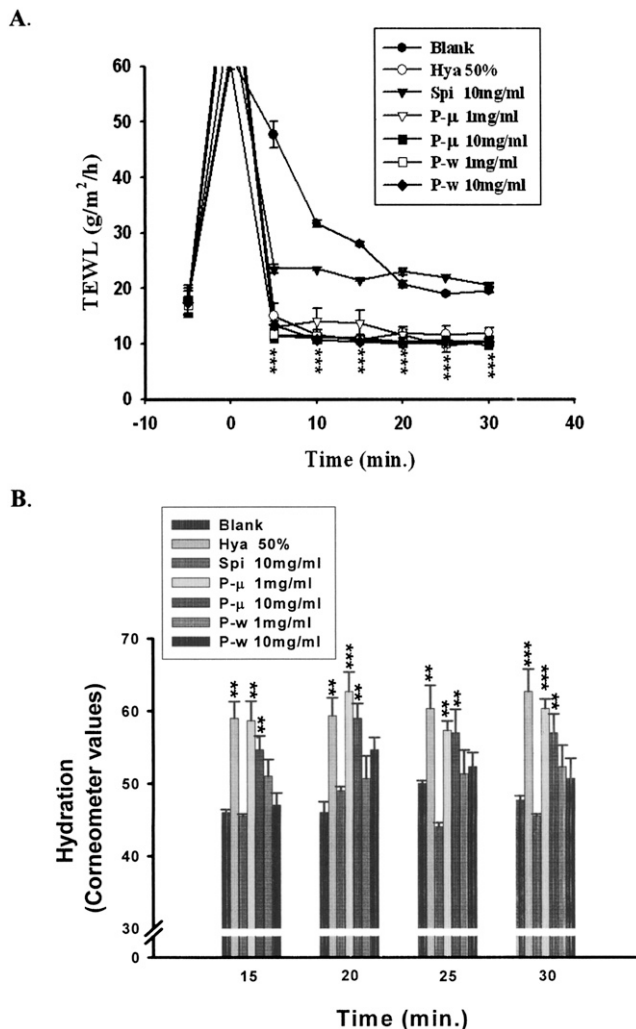 A.
Blank
Hya 50%
Spi 10mg/ml
P-μ 1mg/ml
P-μ 10mg/ml
P-w 1mg/ml
P-w 10mg/ml
TEWL (g/m²/h)
60
50
40
30
20
10
0
*** *** *** *** *** ***
-10 0 10 20 30 40
Time (min.)
B.
Blank
Hya 50%
Spi 10mg/ml
P-μ 1mg/ml
P-μ 10mg/ml
P-w 1mg/ml
P-w 10mg/ml
Hydration
(Corneometer values)
70
60
50
40
30
0
** ** ** ** *** ** ** ** ** *** *** **
15 20 25 30
Time (min.)